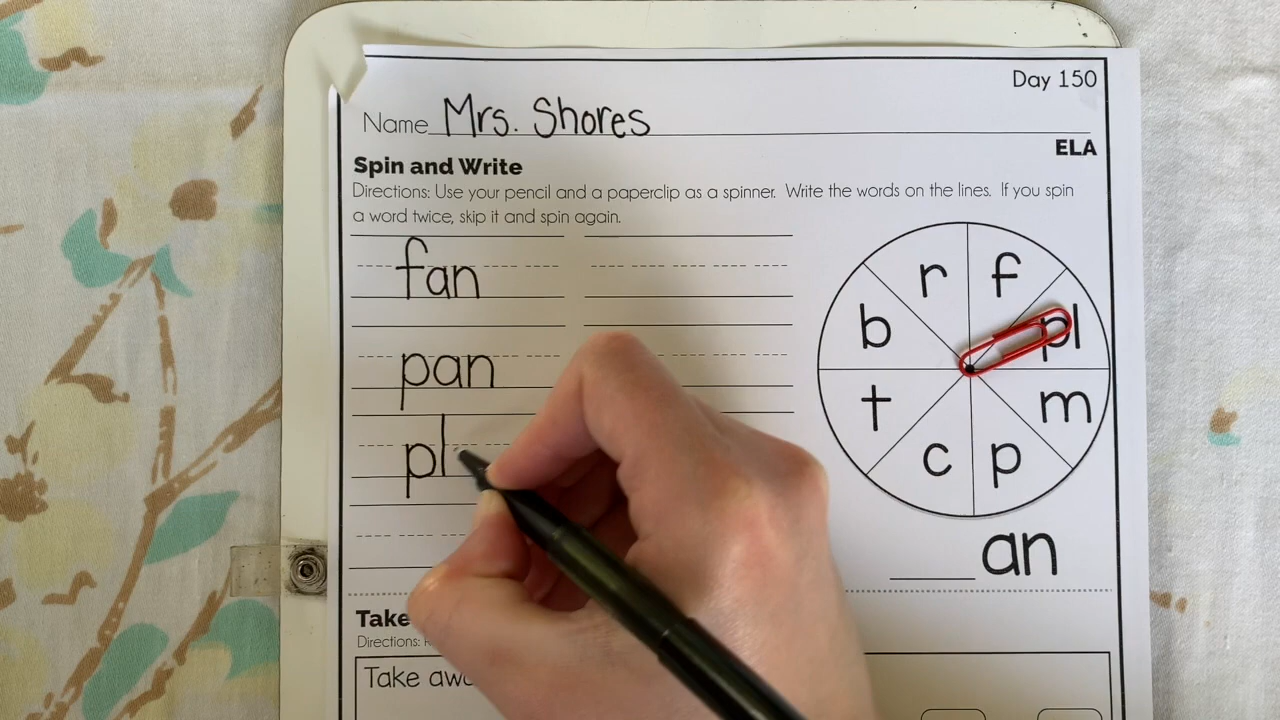 Day 150
Name Mrs. Shores
ELA
Spin and Write
Directions: Use your pencil and a paperclip as a spinner. Write the words on the lines. If you spin
a word twice, skip it and spin again.
fan
pan
pl
r f
b pl
t m
c p
an
Take
Directions:
Take